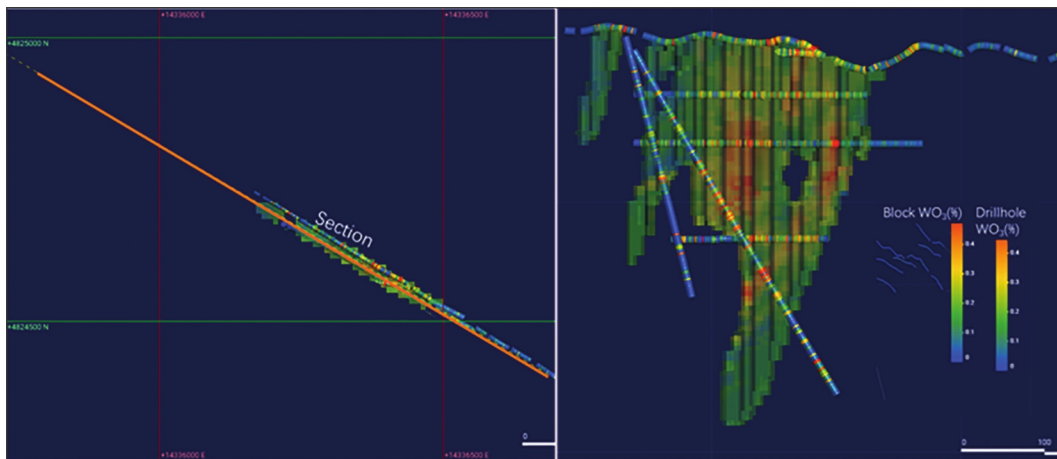 +14336000 E
+14336500 E
+4825000 N
Section
+4824500 N
+14336000 E
+14336500 E
0
Block WO₃(%)
Drillhole
WO₃(%)
0.4
0.4
0.3
0.3
0.2
0.2
0.1
0.1
0
0
0
100